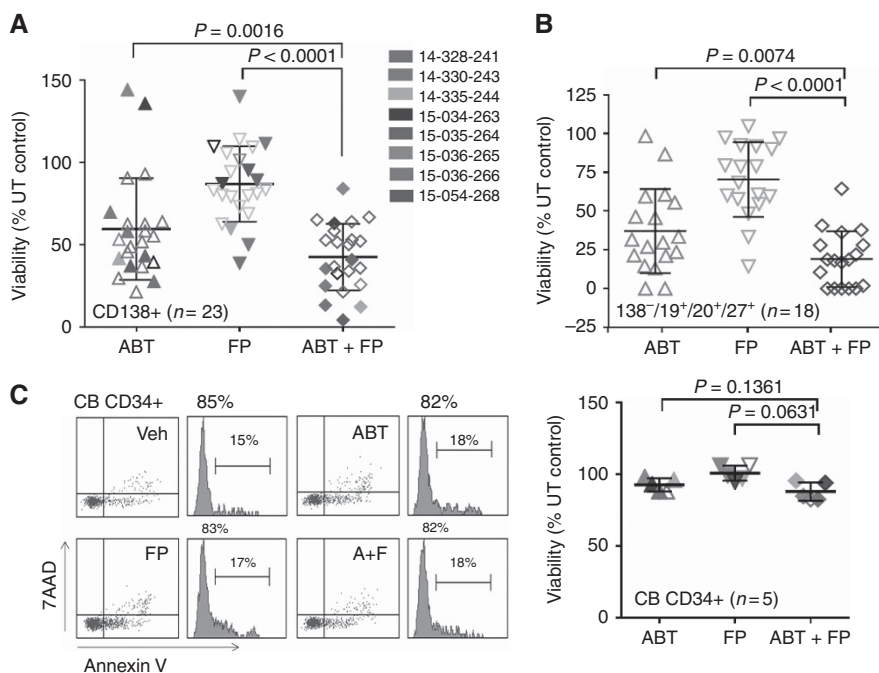 A
P = 0.0016
P < 0.0001
150
100
50
0
Viability (% UT control)
CD138+ (n = 23)
ABT
FP
ABT + FP
14-328-241
14-330-243
14-335-244
15-034-263
15-035-264
15-036-265
15-036-266
15-054-268
B
P = 0.0074
P < 0.0001
125
100
75
50
25
0
−25
Viability (% UT control)
138⁻/19⁺/20⁺/27⁺ (n = 18)
ABT
FP
ABT + FP
C
CB CD34+
85%
82%
Veh
15%
ABT
18%
83%
82%
FP
17%
A+F
18%
7AAD
Annexin V
P = 0.1361
P = 0.0631
150
100
50
0
Viability (% UT control)
CB CD34+ (n = 5)
ABT
FP
ABT + FP